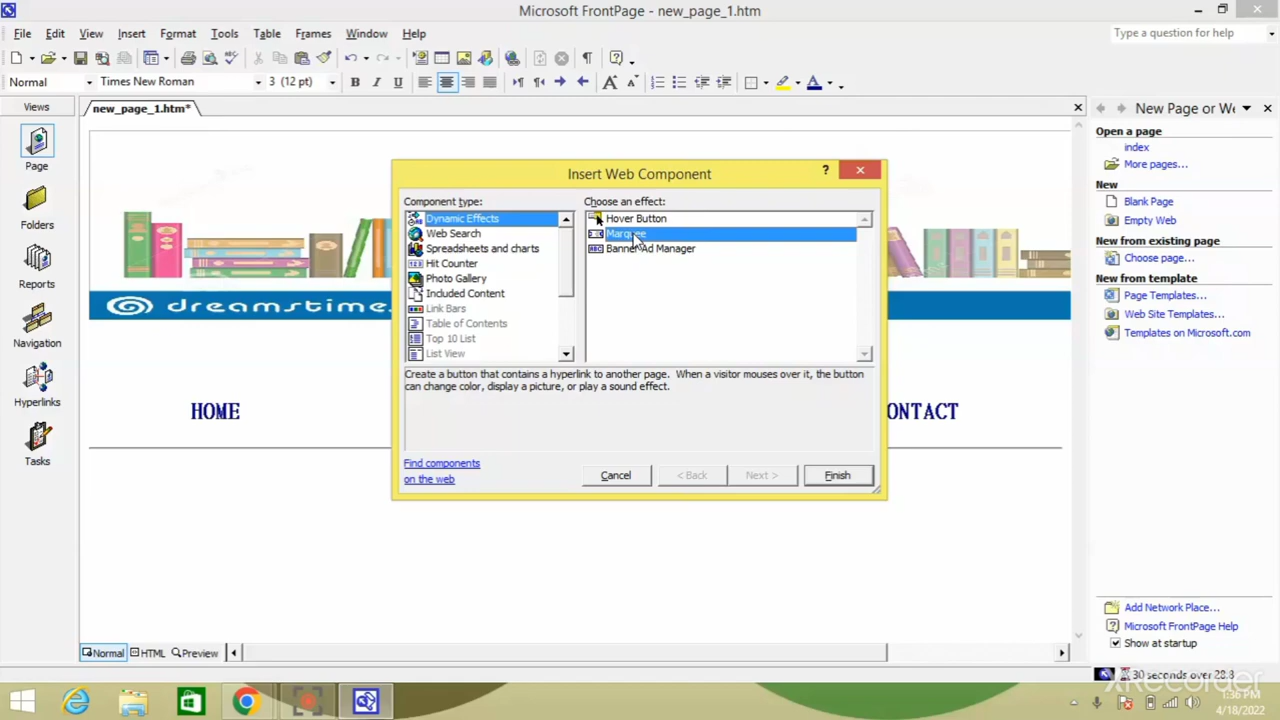 Microsoft FrontPage - new_page_1.htm
File Edit View Insert Format Tools Table Frames Window Help
Type a question for help
Normal Times New Roman 3 (12 pt)
Views
new_page_1.htm*
Page
Folders
Reports
Navigation
Hyperlinks
Tasks
dreamstime.
HOME
ONTACT
Insert Web Component
Component type:
Dynamic Effects
Web Search
Spreadsheets and charts
Hit Counter
Photo Gallery
Included Content
Link Bars
Table of Contents
Top 10 List
List View
Choose an effect:
Hover Button
Marquee
Banner Ad Manager
Create a button that contains a hyperlink to another page. When a visitor mouses over it, the button
can change color, display a picture, or play a sound effect.
Find components
on the web
Cancel < Back Next > Finish
New Page or We
Open a page
index
More pages...
New
Blank Page
Empty Web
New from existing page
Choose page...
New from template
Page Templates...
Web Site Templates...
Templates on Microsoft.com
Add Network Place...
Microsoft FrontPage Help
Show at startup
Normal HTML Preview
30 seconds over 28.8
XRecorder
1:36 PM
4/18/2022